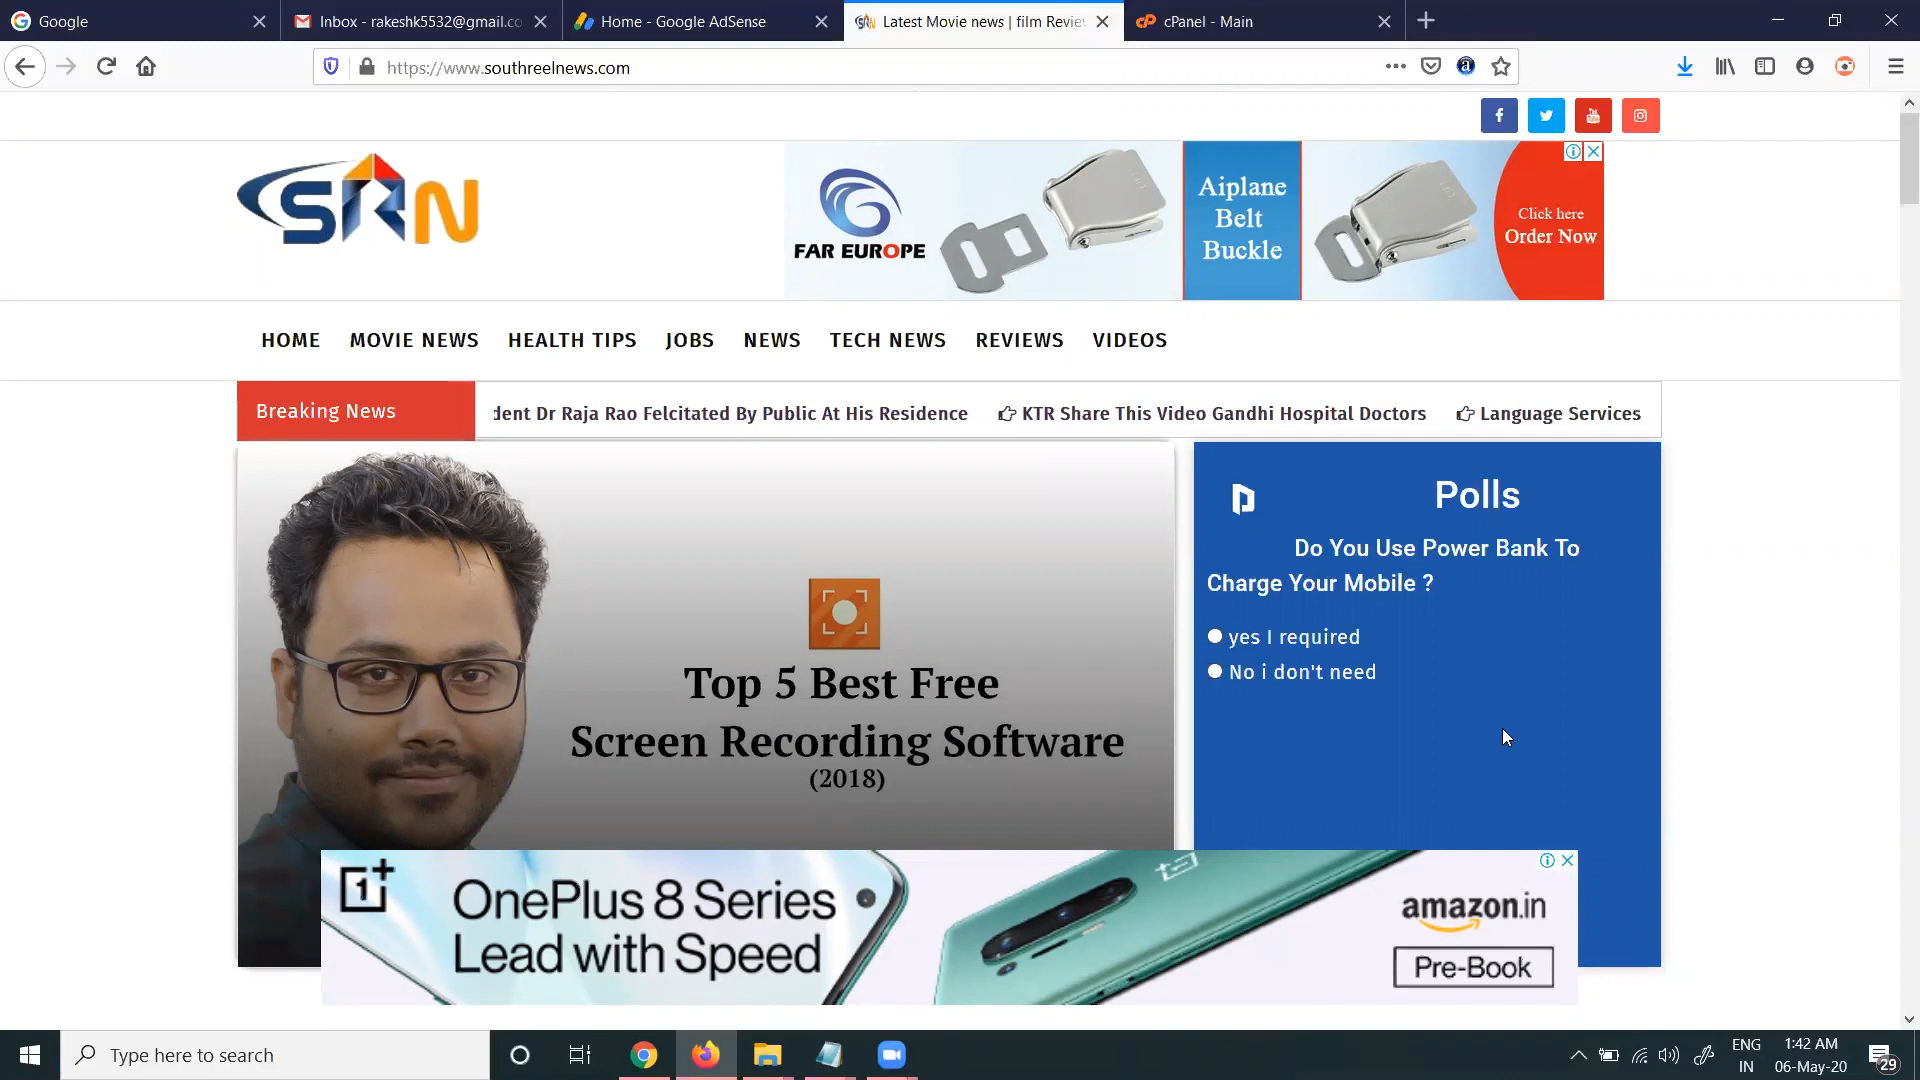 Google
Inbox - rakeshk5532@gmail.co
Home - Google AdSense
Latest Movie news | film Revie
cPanel - Main
https://www.southreelnews.com
SRN
FAR EUROPE
Aiplane
Belt
Buckle
Click here
Order Now
HOME
MOVIE NEWS
HEALTH TIPS
JOBS
NEWS
TECH NEWS
REVIEWS
VIDEOS
Breaking News
dent Dr Raja Rao Felcitated By Public At His Residence
KTR Share This Video Gandhi Hospital Doctors
Language Services
Top 5 Best Free
Screen Recording Software
(2018)
Polls
Do You Use Power Bank To
Charge Your Mobile ?
yes I required
No i don't need
OnePlus 8 Series
Lead with Speed
amazon.in
Pre-Book
Type here to search
ENG
IN
1:42 AM
06-May-20
29